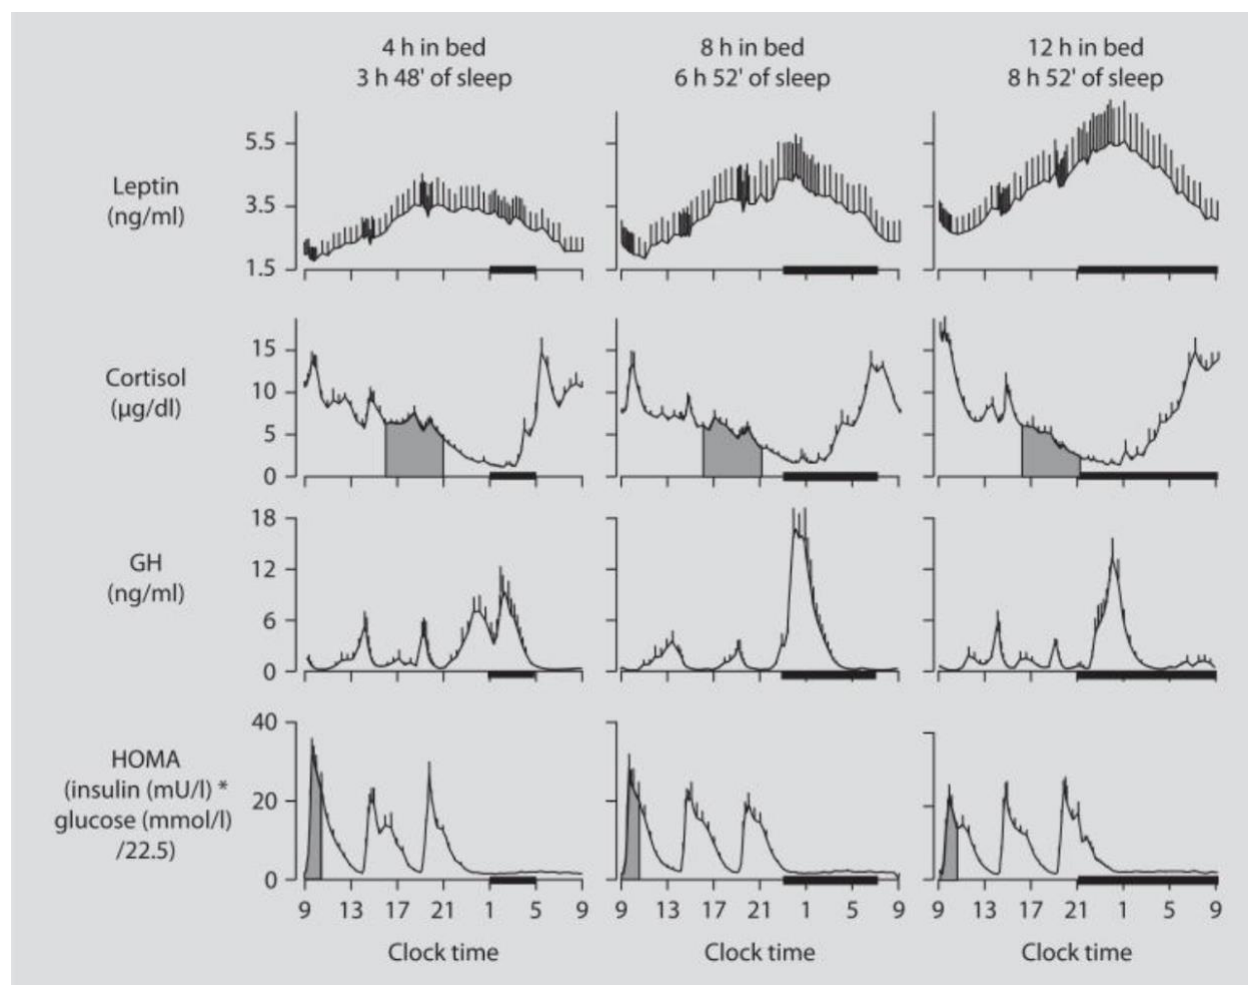 4 h in bed
3 h 48' of sleep
8 h in bed
6 h 52' of sleep
12 h in bed
8 h 52' of sleep
Leptin
(ng/ml)
5.5
3.5
1.5
Cortisol
(µg/dl)
15
10
5
0
GH
(ng/ml)
18
12
6
0
HOMA
(insulin (mU/l) *
glucose (mmol/l)
/22.5)
40
20
0
9 13 17 21 1 5 9
9 13 17 21 1 5 9
9 13 17 21 1 5 9
Clock time
Clock time
Clock time